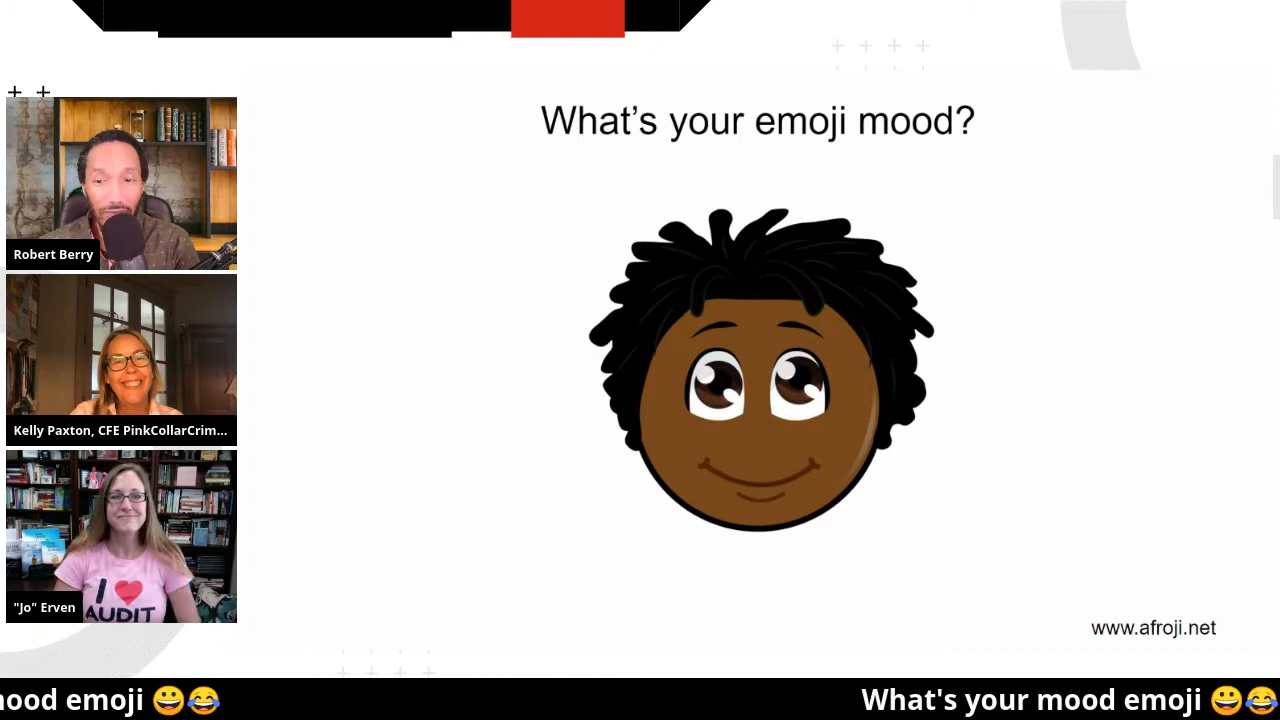 What's your emoji mood?
Robert Berry
Kelly Paxton, CFE PinkCollarCrim...
I ❤ AUDIT
"Jo" Erven
www.afroji.net
mood emoji 😀😂
What's your mood emoji 😀😂